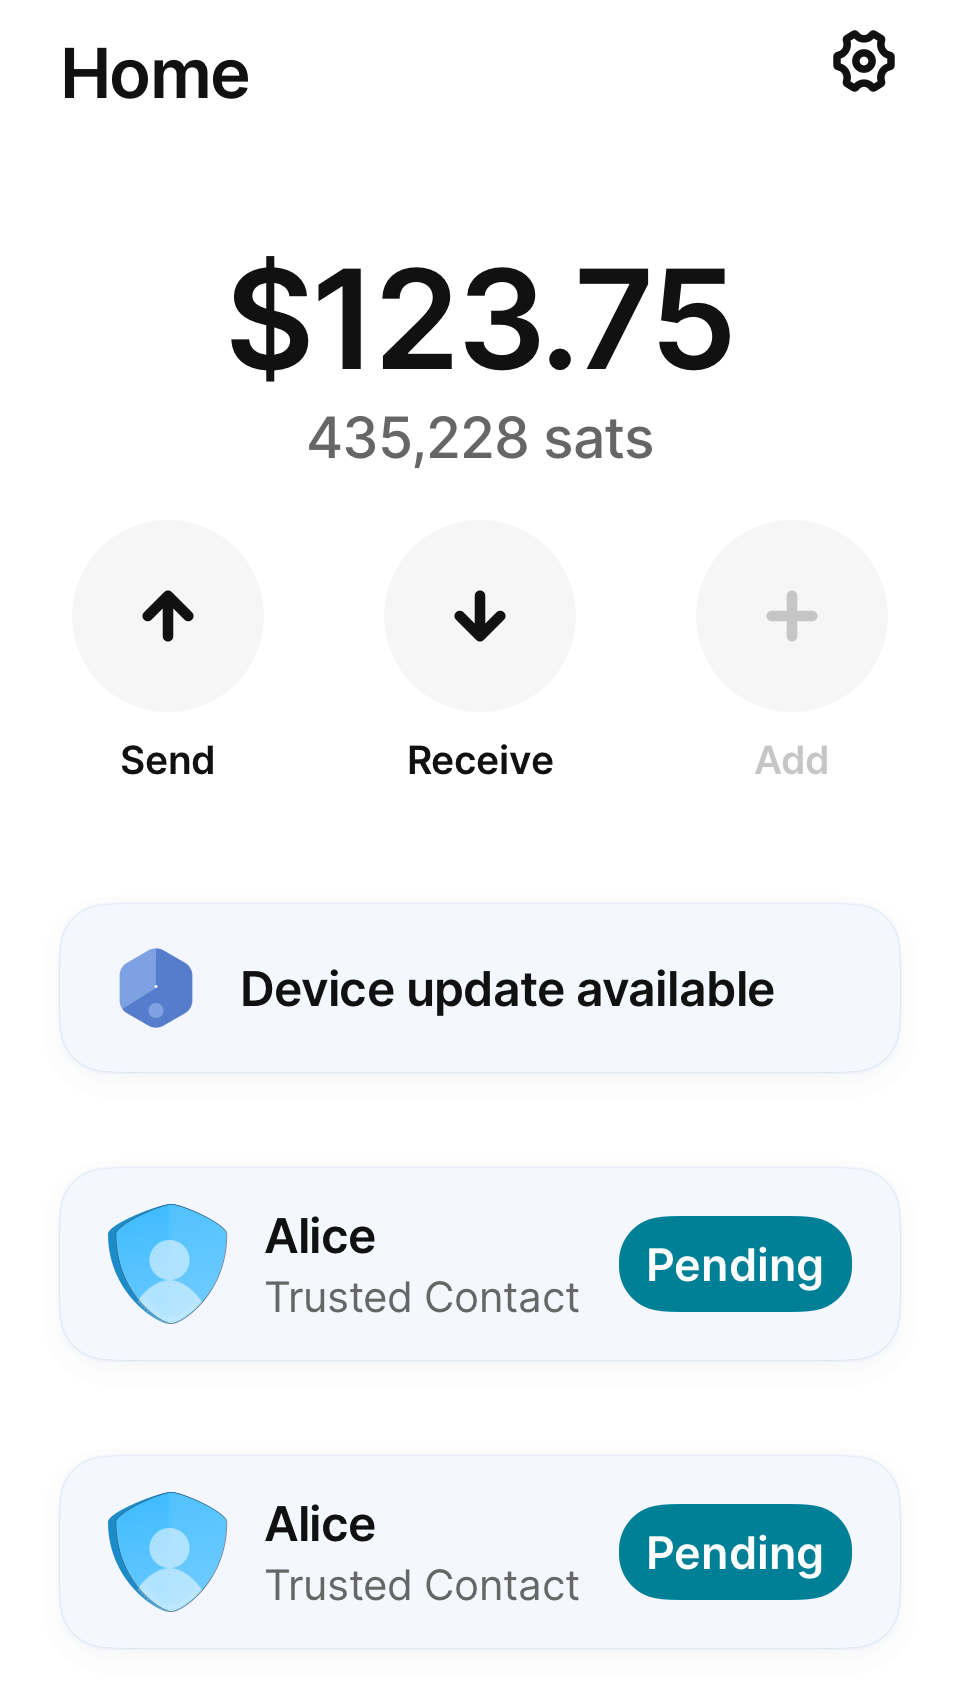 Home
$123.75
435,228 sats
Send
Receive
Add
Device update available
Alice
Trusted Contact
Pending
Alice
Trusted Contact
Pending